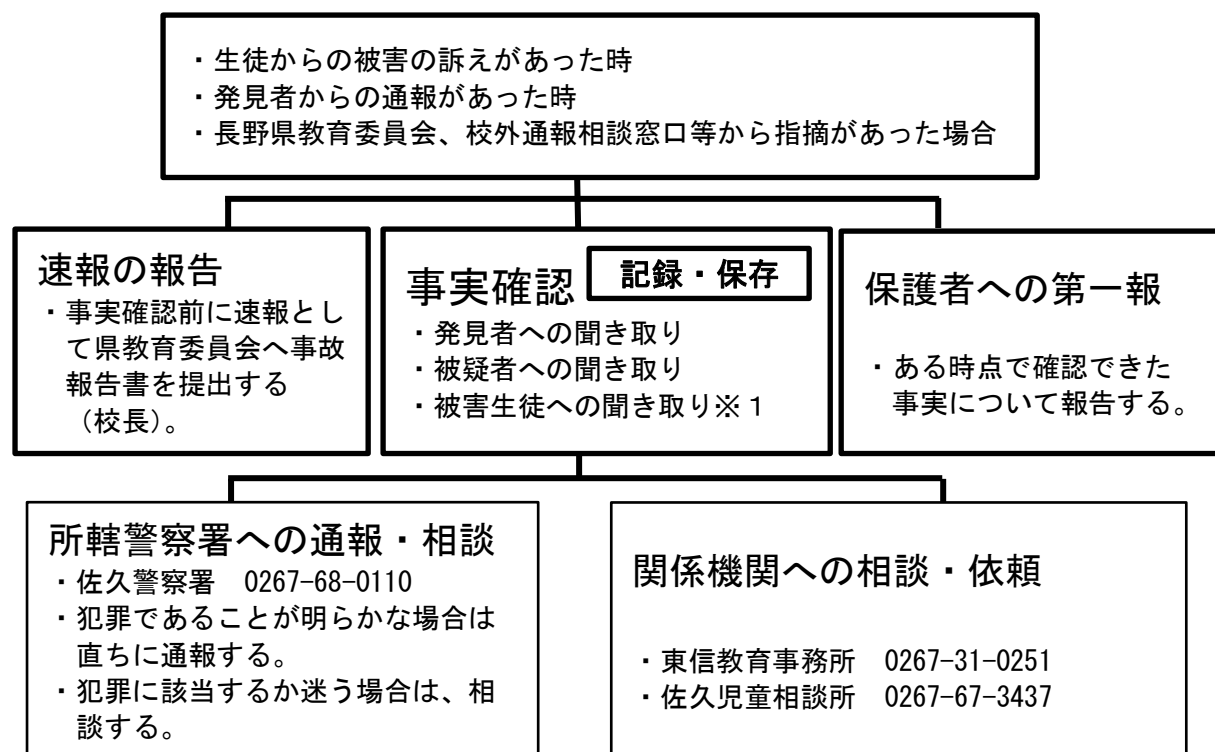 ・生徒からの被害の訴えがあった時
・発見者からの通報があった時
・長野県教育委員会、校外通報相談窓口等から指摘があった場合
速報の報告
・事実確認前に速報とし
て県教育委員会へ事故
報告書を提出する
（校長）。
事実確認
記録・保存
・発見者への聞き取り
・被疑者への聞き取り
・被害生徒への聞き取り※１
保護者への第一報
・ある時点で確認できた
事実について報告する。
所轄警察署への通報・相談
・佐久警察署　0267-68-0110
・犯罪であることが明らかな場合は
直ちに通報する。
・犯罪に該当するか迷う場合は、相
談する。
関係機関への相談・依頼
・東信教育事務所　0267-31-0251
・佐久児童相談所　0267-67-3437